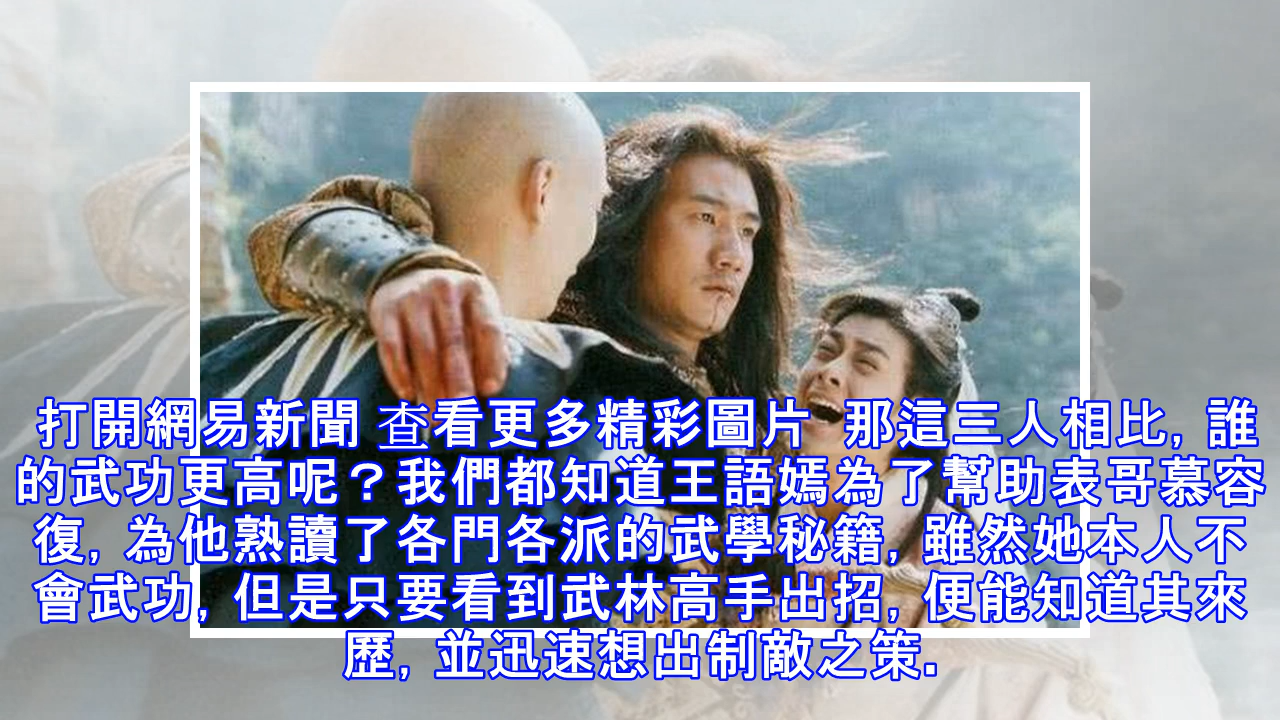 打開網易新聞 查看更多精彩圖片 那這三人相比, 誰
的武功更高呢？我們都知道王語嫣為了幫助表哥慕容
復, 為他熟讀了各門各派的武學秘籍, 雖然她本人不
會武功, 但是只要看到武林高手出招, 便能知道其來
歷, 並迅速想出制敵之策.